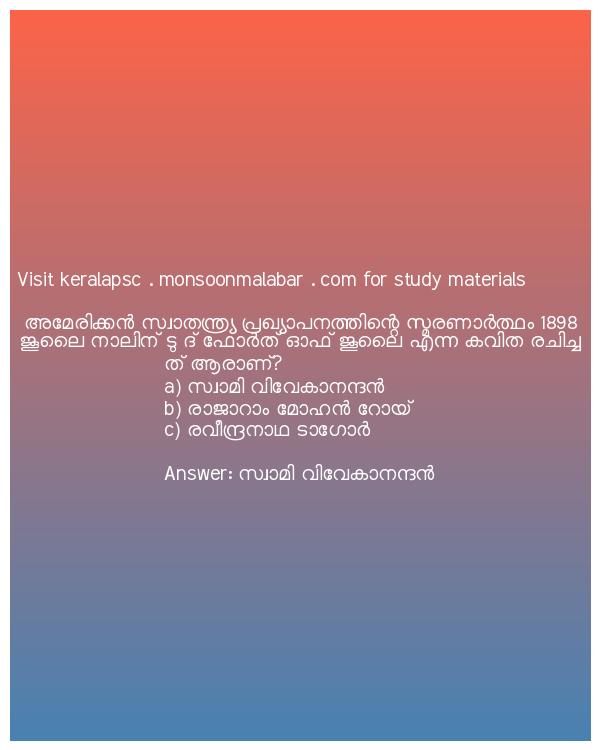 Visit keralapsc . monsoonmalabar . com for study materials
അമേരിക്കൻ സ്വാതന്ത്ര്യ പ്രഖ്യാപനത്തിന്റെ സ്മരണാർത്ഥം 1898
ജൂലൈ നാലിന് ടു ദ് ഫോർത് ഓഫ് ജൂലൈ എന്ന കവിത രചിച്ച
ത് ആരാണ്?
a) സ്വാമി വിവേകാനന്ദൻ
b) രാജാറാം മോഹൻ റോയ്
c) രവീന്ദ്രനാഥ ടാഗോർ
Answer: സ്വാമി വിവേകാനന്ദൻ